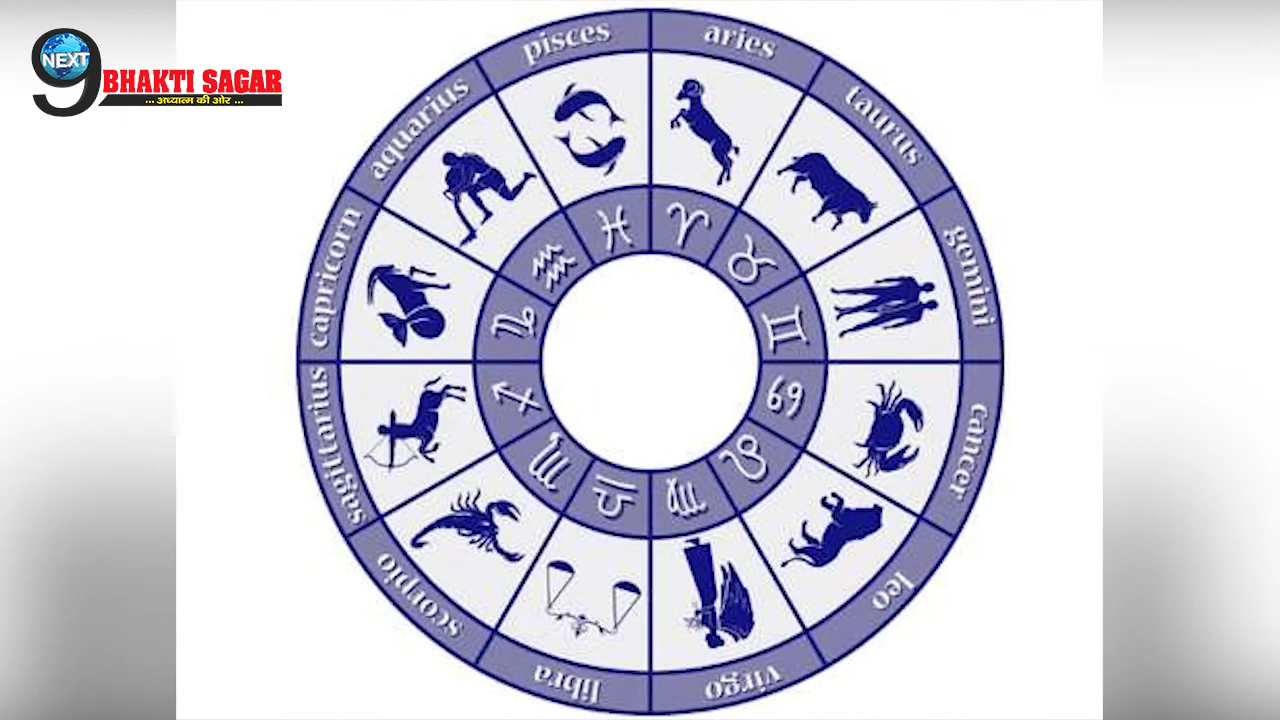 9 NEXT
BHAKTI SAGAR
... अध्यात्म की ओर ...
pisces
aries
taurus
gemini
cancer
leo
virgo
libra
scorpio
sagittarius
capricorn
aquarius